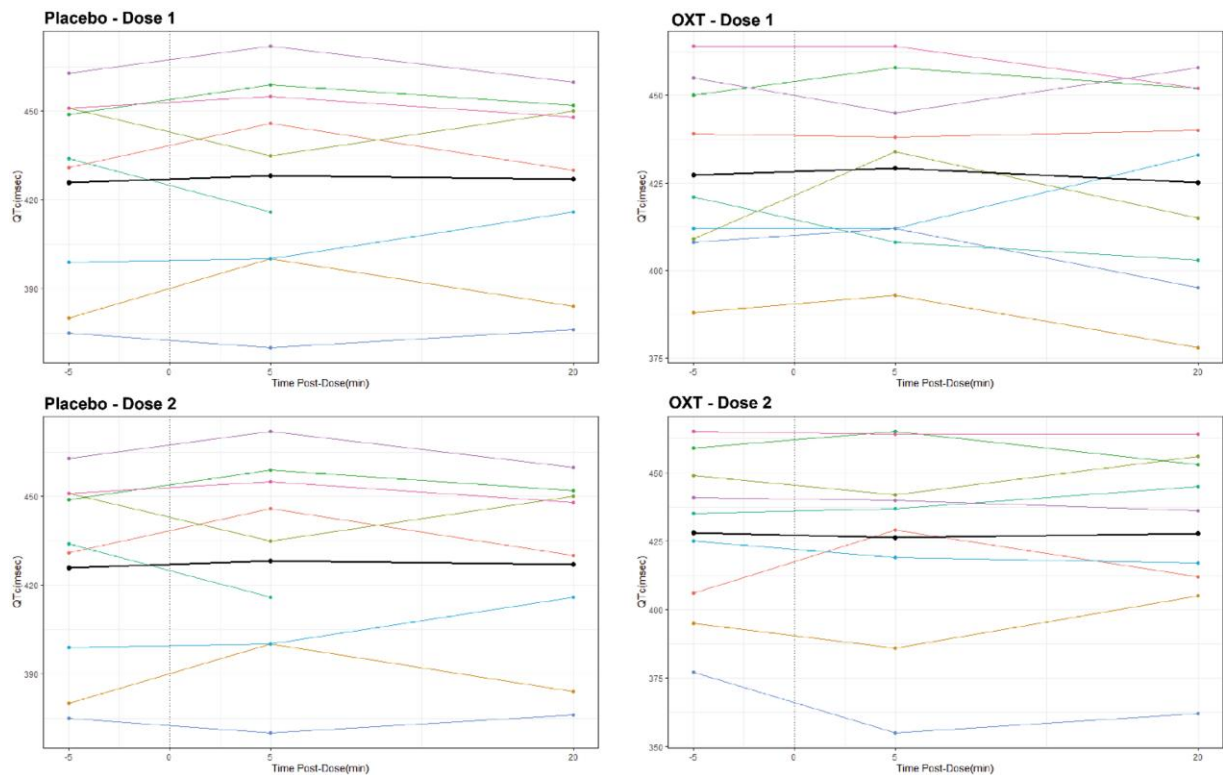 Placebo - Dose 1
OXT - Dose 1
QTc(msec)
450
420
390
-5
0
5
20
Time Post-Dose(min)
QTc(msec)
450
425
400
375
-5
0
5
20
Time Post-Dose(min)
Placebo - Dose 2
OXT - Dose 2
QTc(msec)
450
420
390
-5
0
5
20
Time Post-Dose(min)
QTc(msec)
450
425
400
375
350
-5
0
5
20
Time Post-Dose(min)